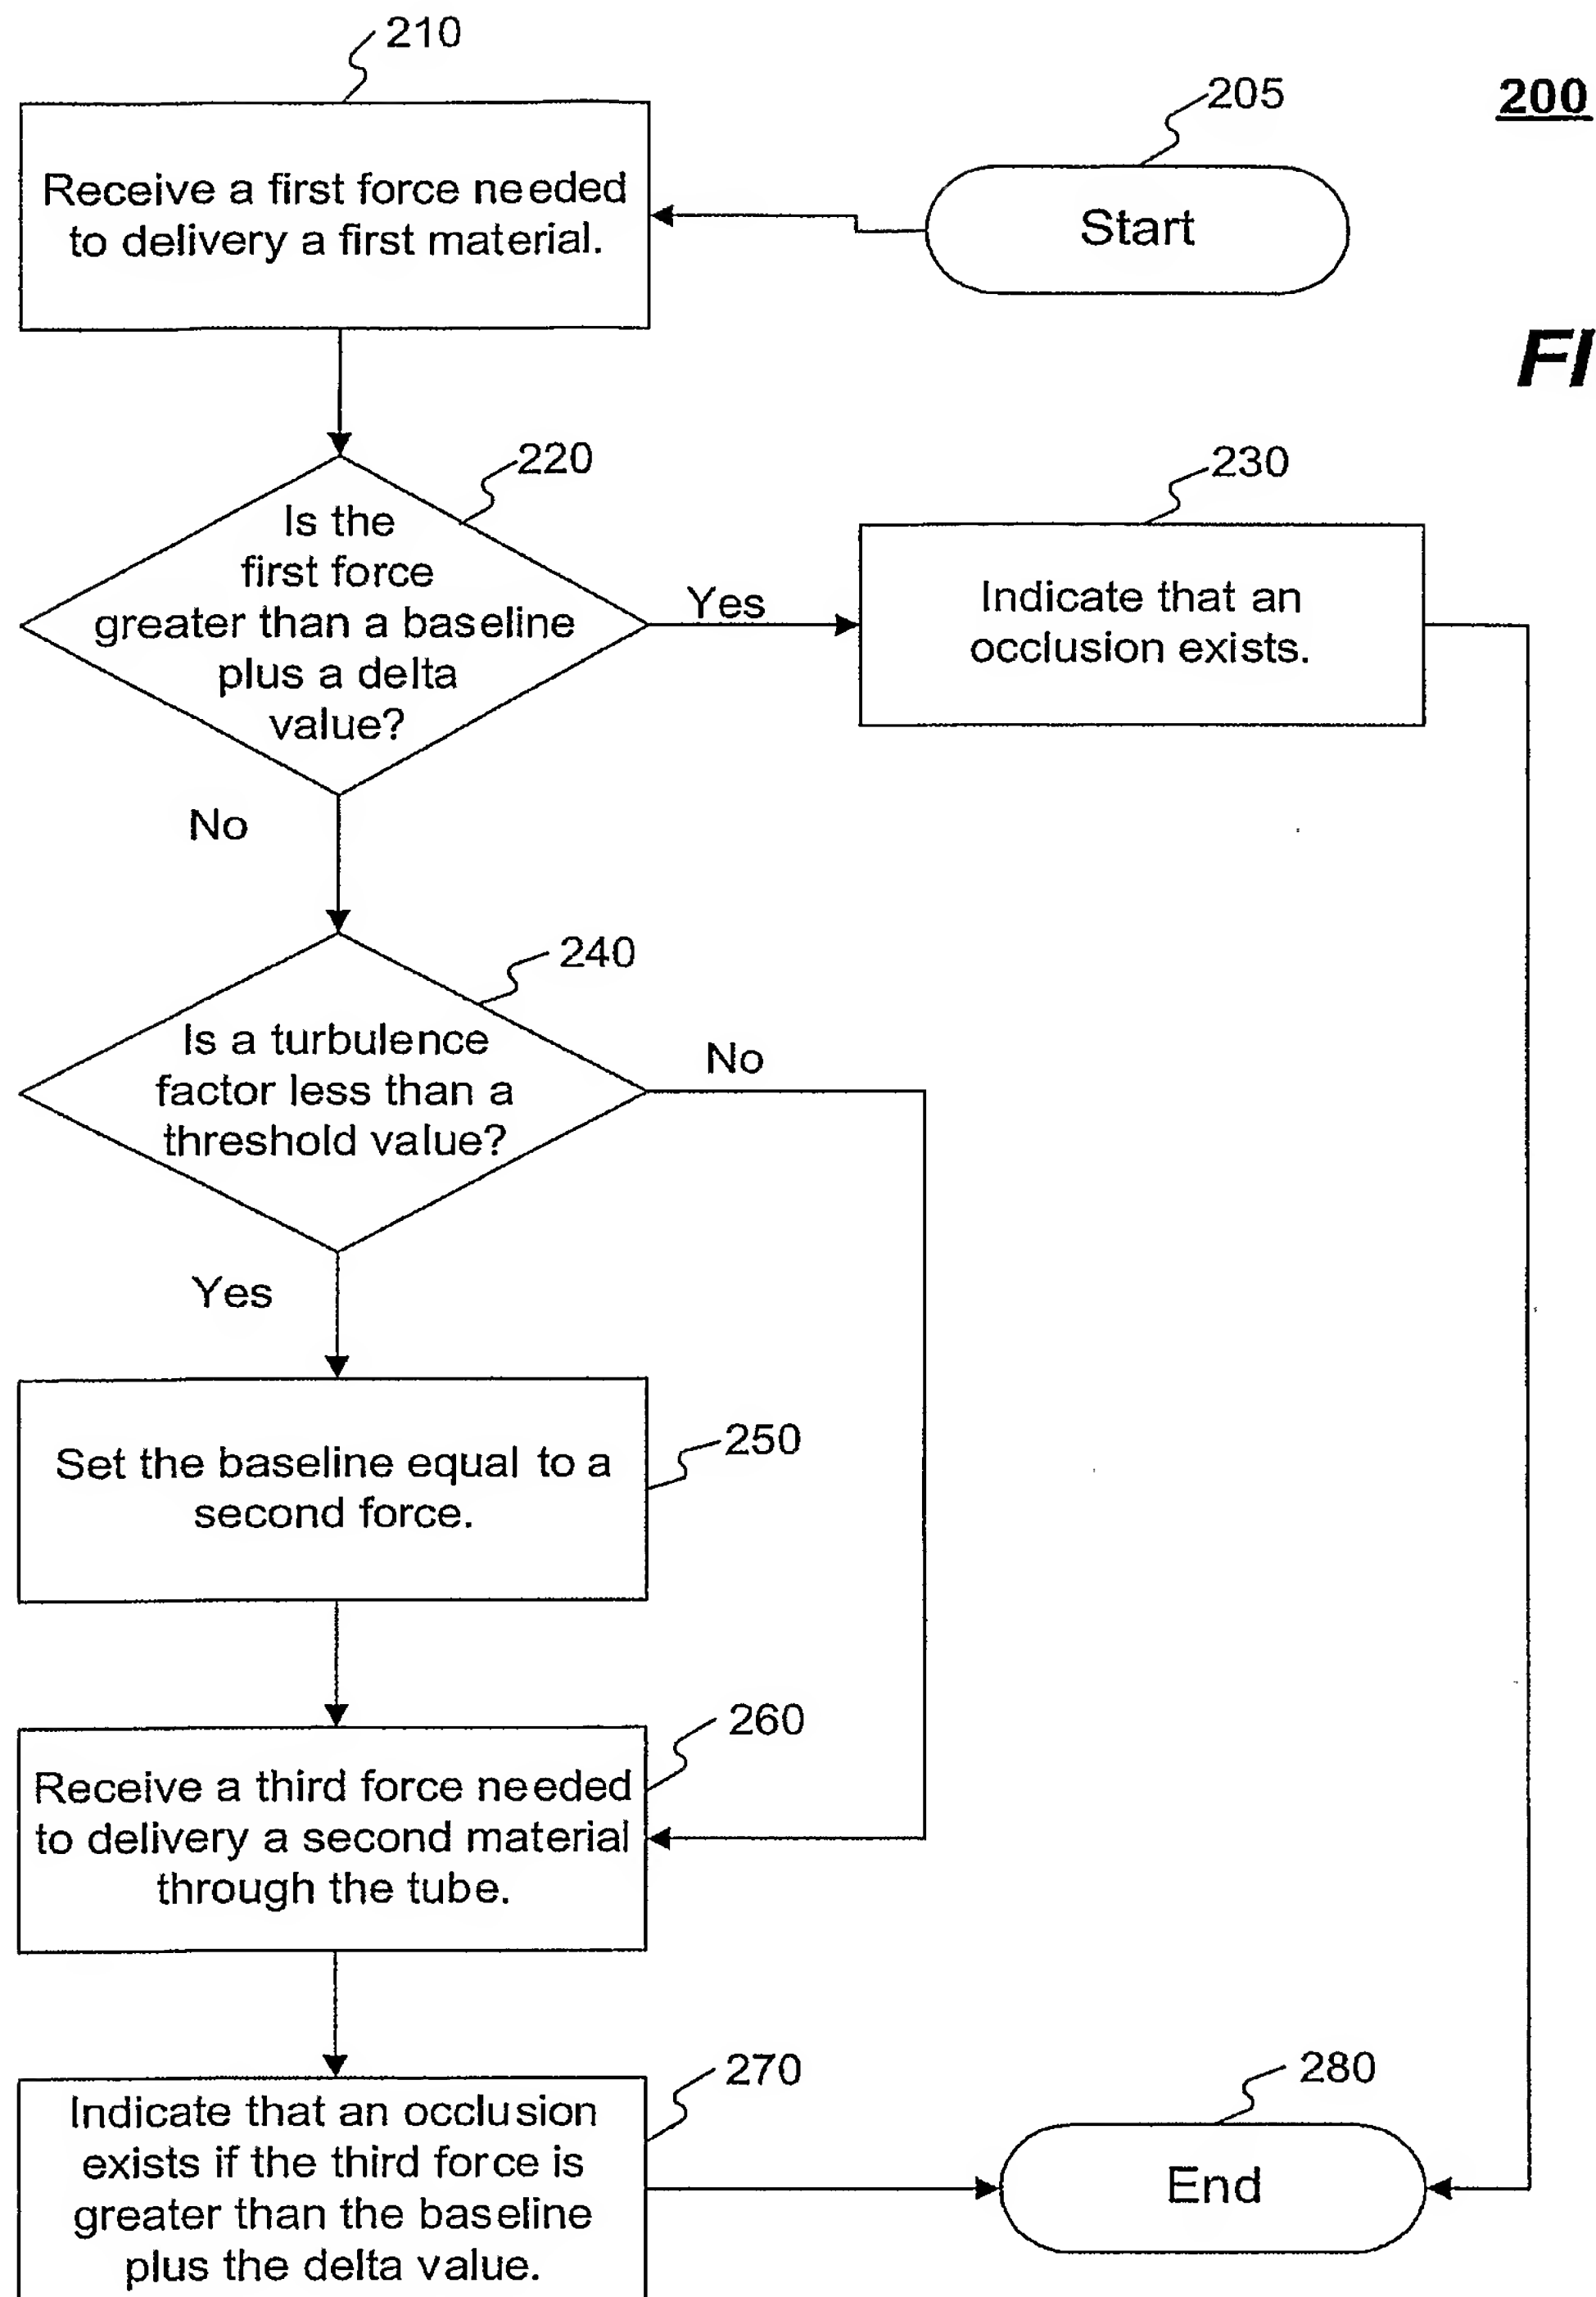 210
205
200
Receive a first force needed
to delivery a first material.
Start
FI
220
230
Is the
first force
greater than a baseline
plus a delta
value?
Yes
Indicate that an
occlusion exists.
No
240
Is a turbulence
factor less than a
threshold value?
No
Yes
250
Set the baseline equal to a
second force.
260
Receive a third force needed
to delivery a second material
through the tube.
270
280
Indicate that an occlusion
exists if the third force is
greater than the baseline
plus the delta value.
End